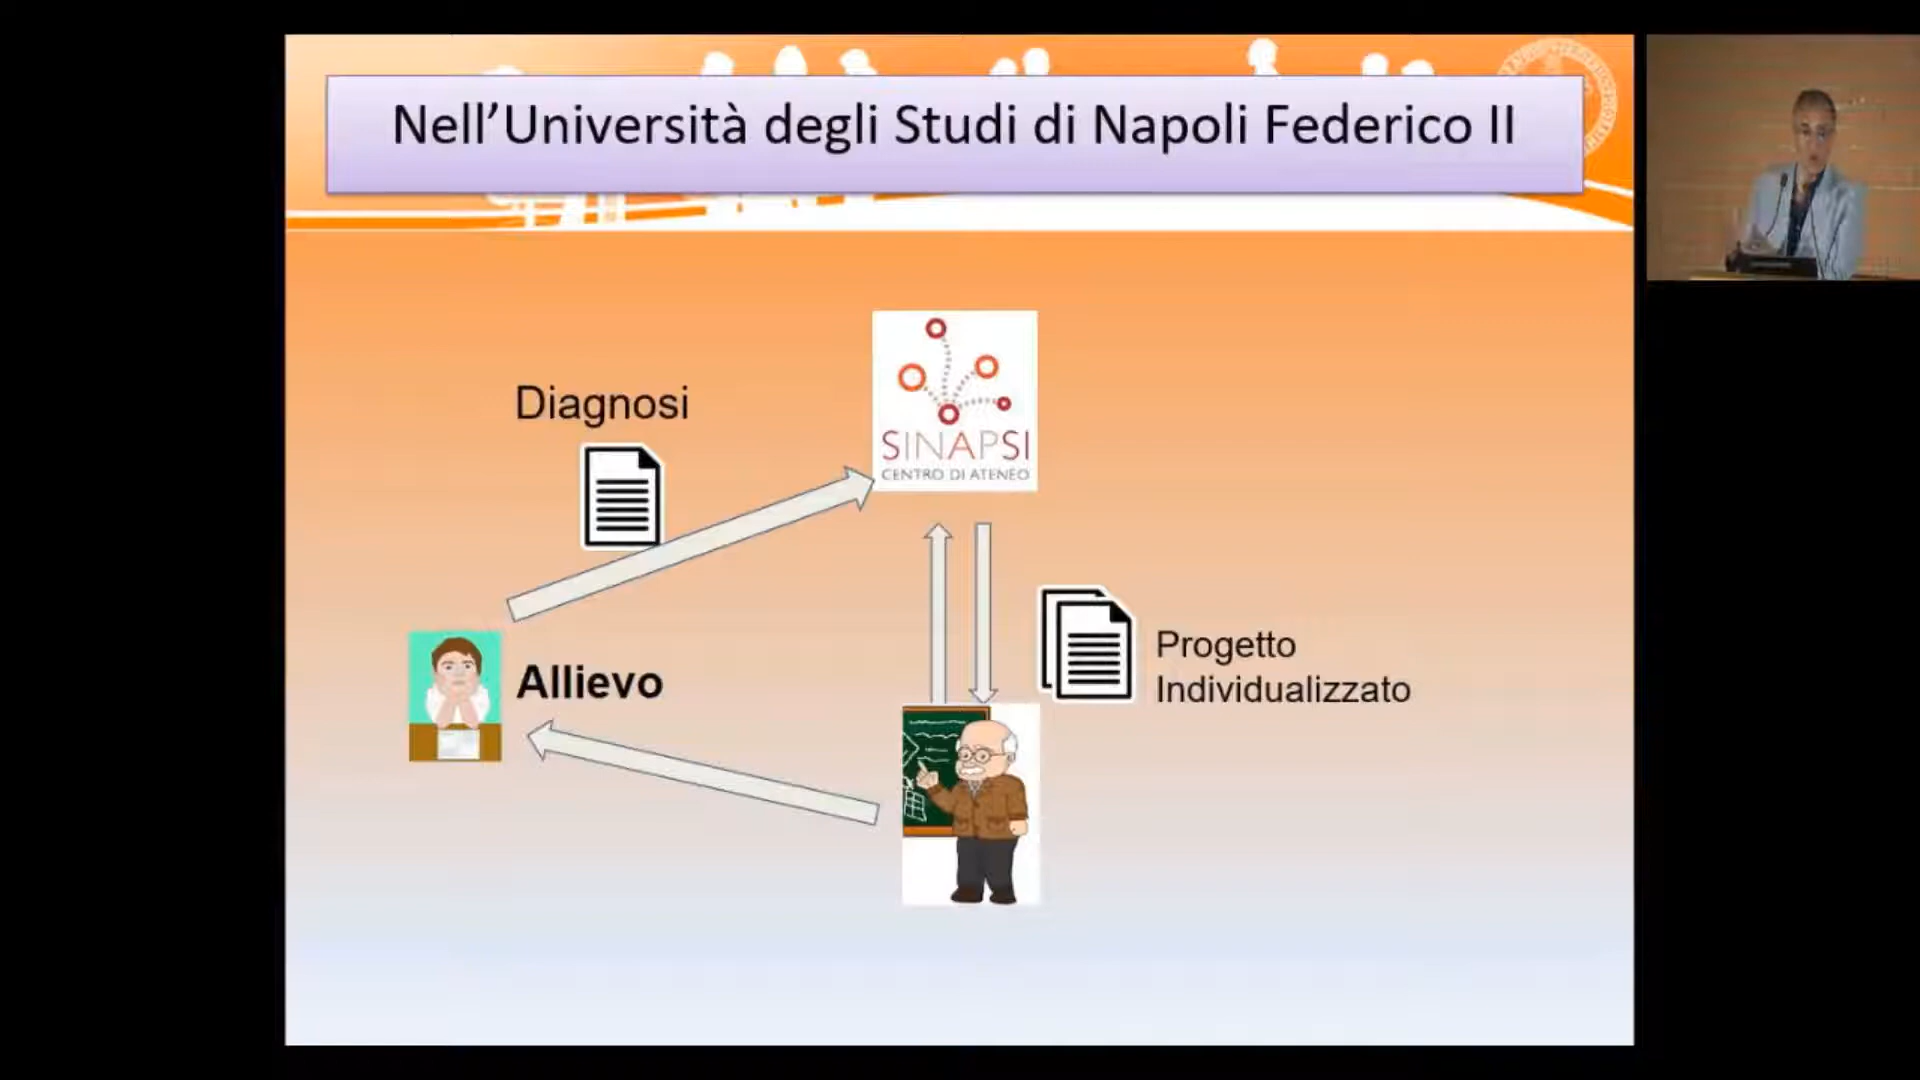 Nell’Università degli Studi di Napoli Federico II
Diagnosi
SINAPSI
CENTRO DI ATENEO
Allievo
Progetto
Individualizzato